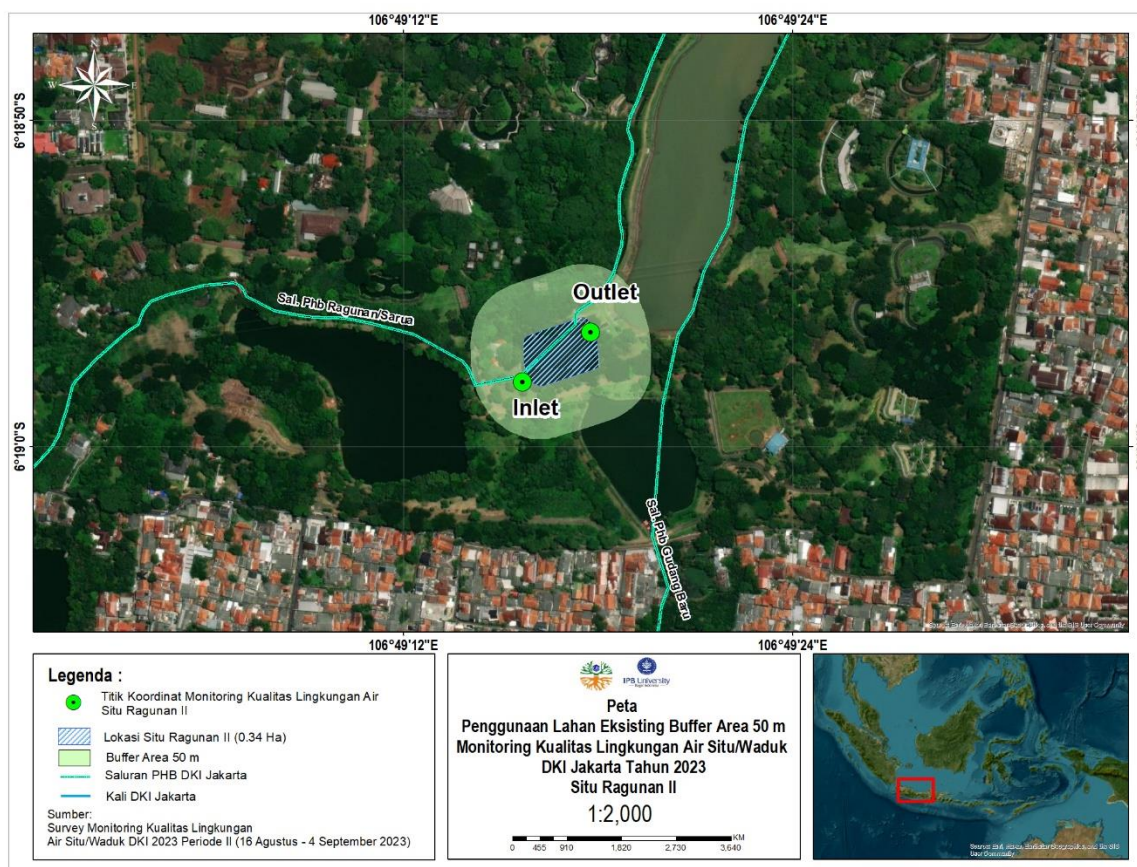 106°49'12"E
106°49'24"E
6°18'50"S
6°19'0"S
N
W
E
S
Sal. Phb Ragunan/Sarua
Outlet
Inlet
Sal. Phb Gudang Baru
106°49'12"E
106°49'24"E
Legenda :
Titik Koordinat Monitoring Kualitas Lingkungan Air
Situ Ragunan II
Lokasi Situ Ragunan II (0.34 Ha)
Buffer Area 50 m
Saluran PHB DKI Jakarta
Kali DKI Jakarta
Sumber:
Survey Monitoring Kualitas Lingkungan
Air Situ/Waduk DKI 2023 Periode II (16 Agustus - 4 September 2023)
IPB University
Peta
Penggunaan Lahan Eksisting Buffer Area 50 m
Monitoring Kualitas Lingkungan Air Situ/Waduk
DKI Jakarta Tahun 2023
Situ Ragunan II
1:2,000
KM
0 455 910 1,820 2,730 3,640